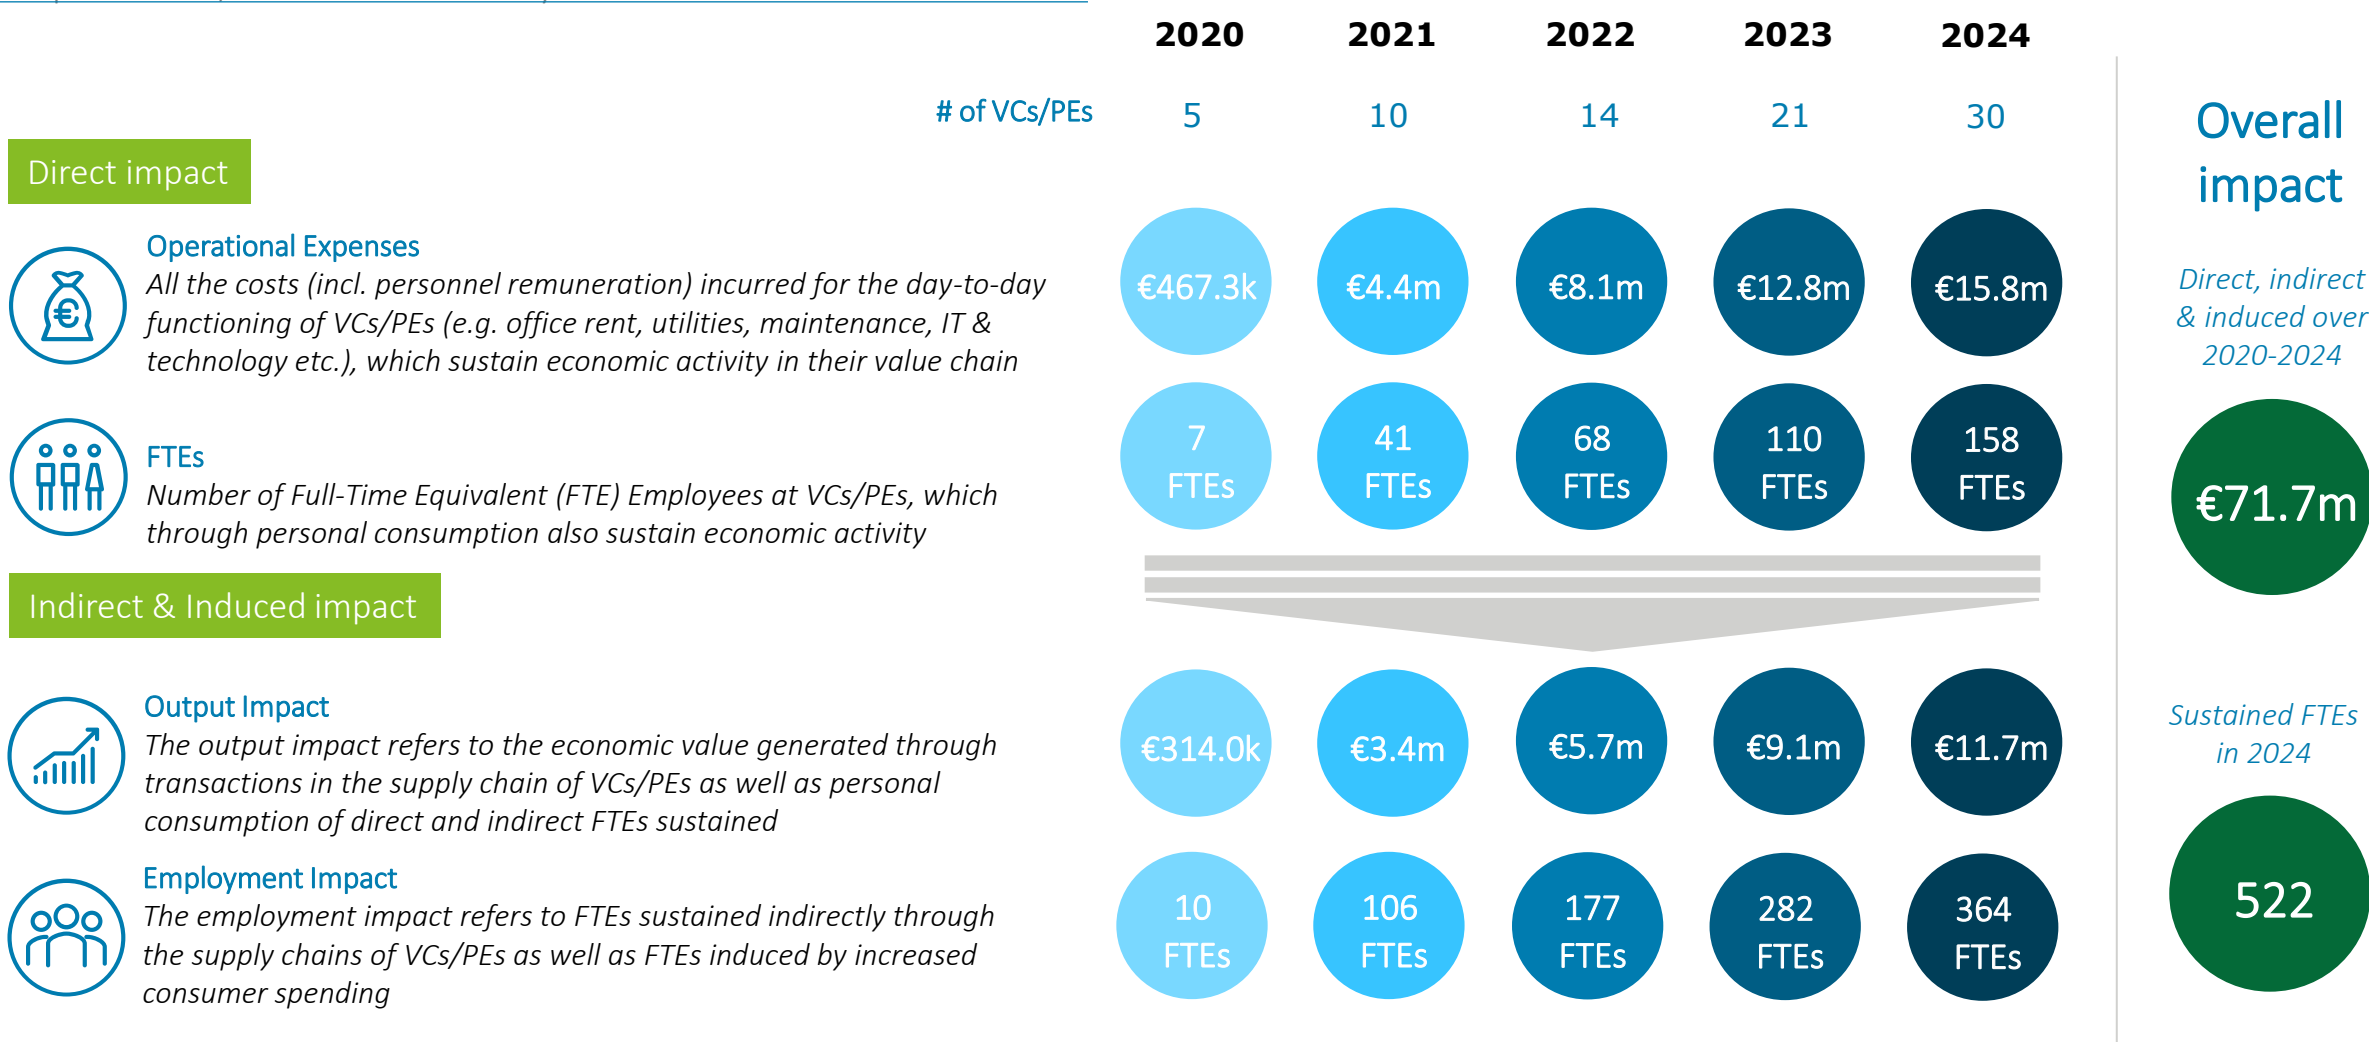 2020 2021 2022 2023 2024
# of VCs/PEs 5 10 14 21 30
Direct impact
Operational Expenses
All the costs (incl. personnel remuneration) incurred for the day-to-day
functioning of VCs/PEs (e.g. office rent, utilities, maintenance, IT &
technology etc.), which sustain economic activity in their value chain
€467.3k €4.4m €8.1m €12.8m €15.8m
FTEs
Number of Full-Time Equivalent (FTE) Employees at VCs/PEs, which
through personal consumption also sustain economic activity
7 41 68 110 158
FTEs FTEs FTEs FTEs FTEs
Indirect & Induced impact
Output Impact
The output impact refers to the economic value generated through
transactions in the supply chain of VCs/PEs as well as personal
consumption of direct and indirect FTEs sustained
€314.0k €3.4m €5.7m €9.1m €11.7m
Employment Impact
The employment impact refers to FTEs sustained indirectly through
the supply chains of VCs/PEs as well as FTEs induced by increased
consumer spending
10 106 177 282 364
FTEs FTEs FTEs FTEs FTEs
Overall
impact
Direct, indirect
& induced over
2020-2024
€71.7m
Sustained FTEs
in 2024
522